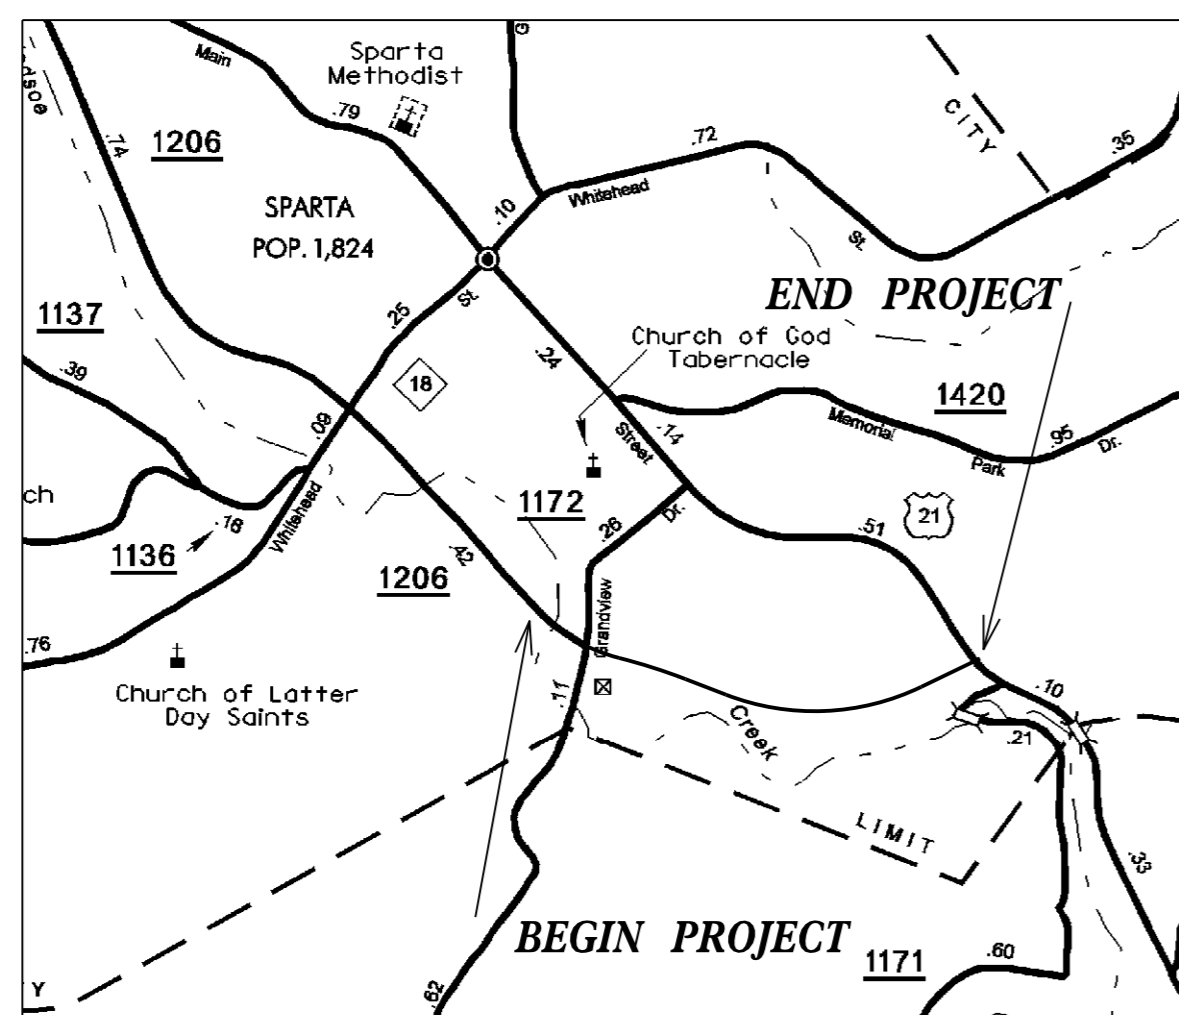 Main
Sparta
Methodist
.79
.74
1206
SPARTA
POP. 1,824
.10
Whitehead
.72
St.
CITY
.35
1137
.39
.25
St.
18
.24
Church of God
Tabernacle
END PROJECT
1420
Memorial
Park
.95
Dr.
.09
.14
Street
ch
.18
1136
Whitehead
1172
.26
Dr.
21
.51
1206
.42
Grandview
.76
Church of Latter
Day Saints
.11
Creek
.10
.21
LIMIT
.33
BEGIN PROJECT
1171
.60
.62
Y